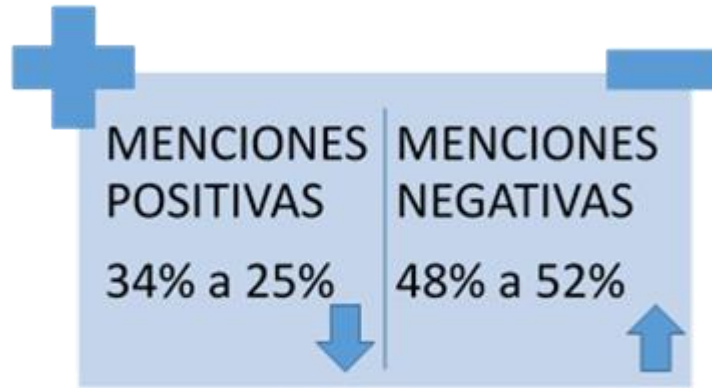 MENCIONES
POSITIVAS
34% a 25%
MENCIONES
NEGATIVAS
48% a 52%